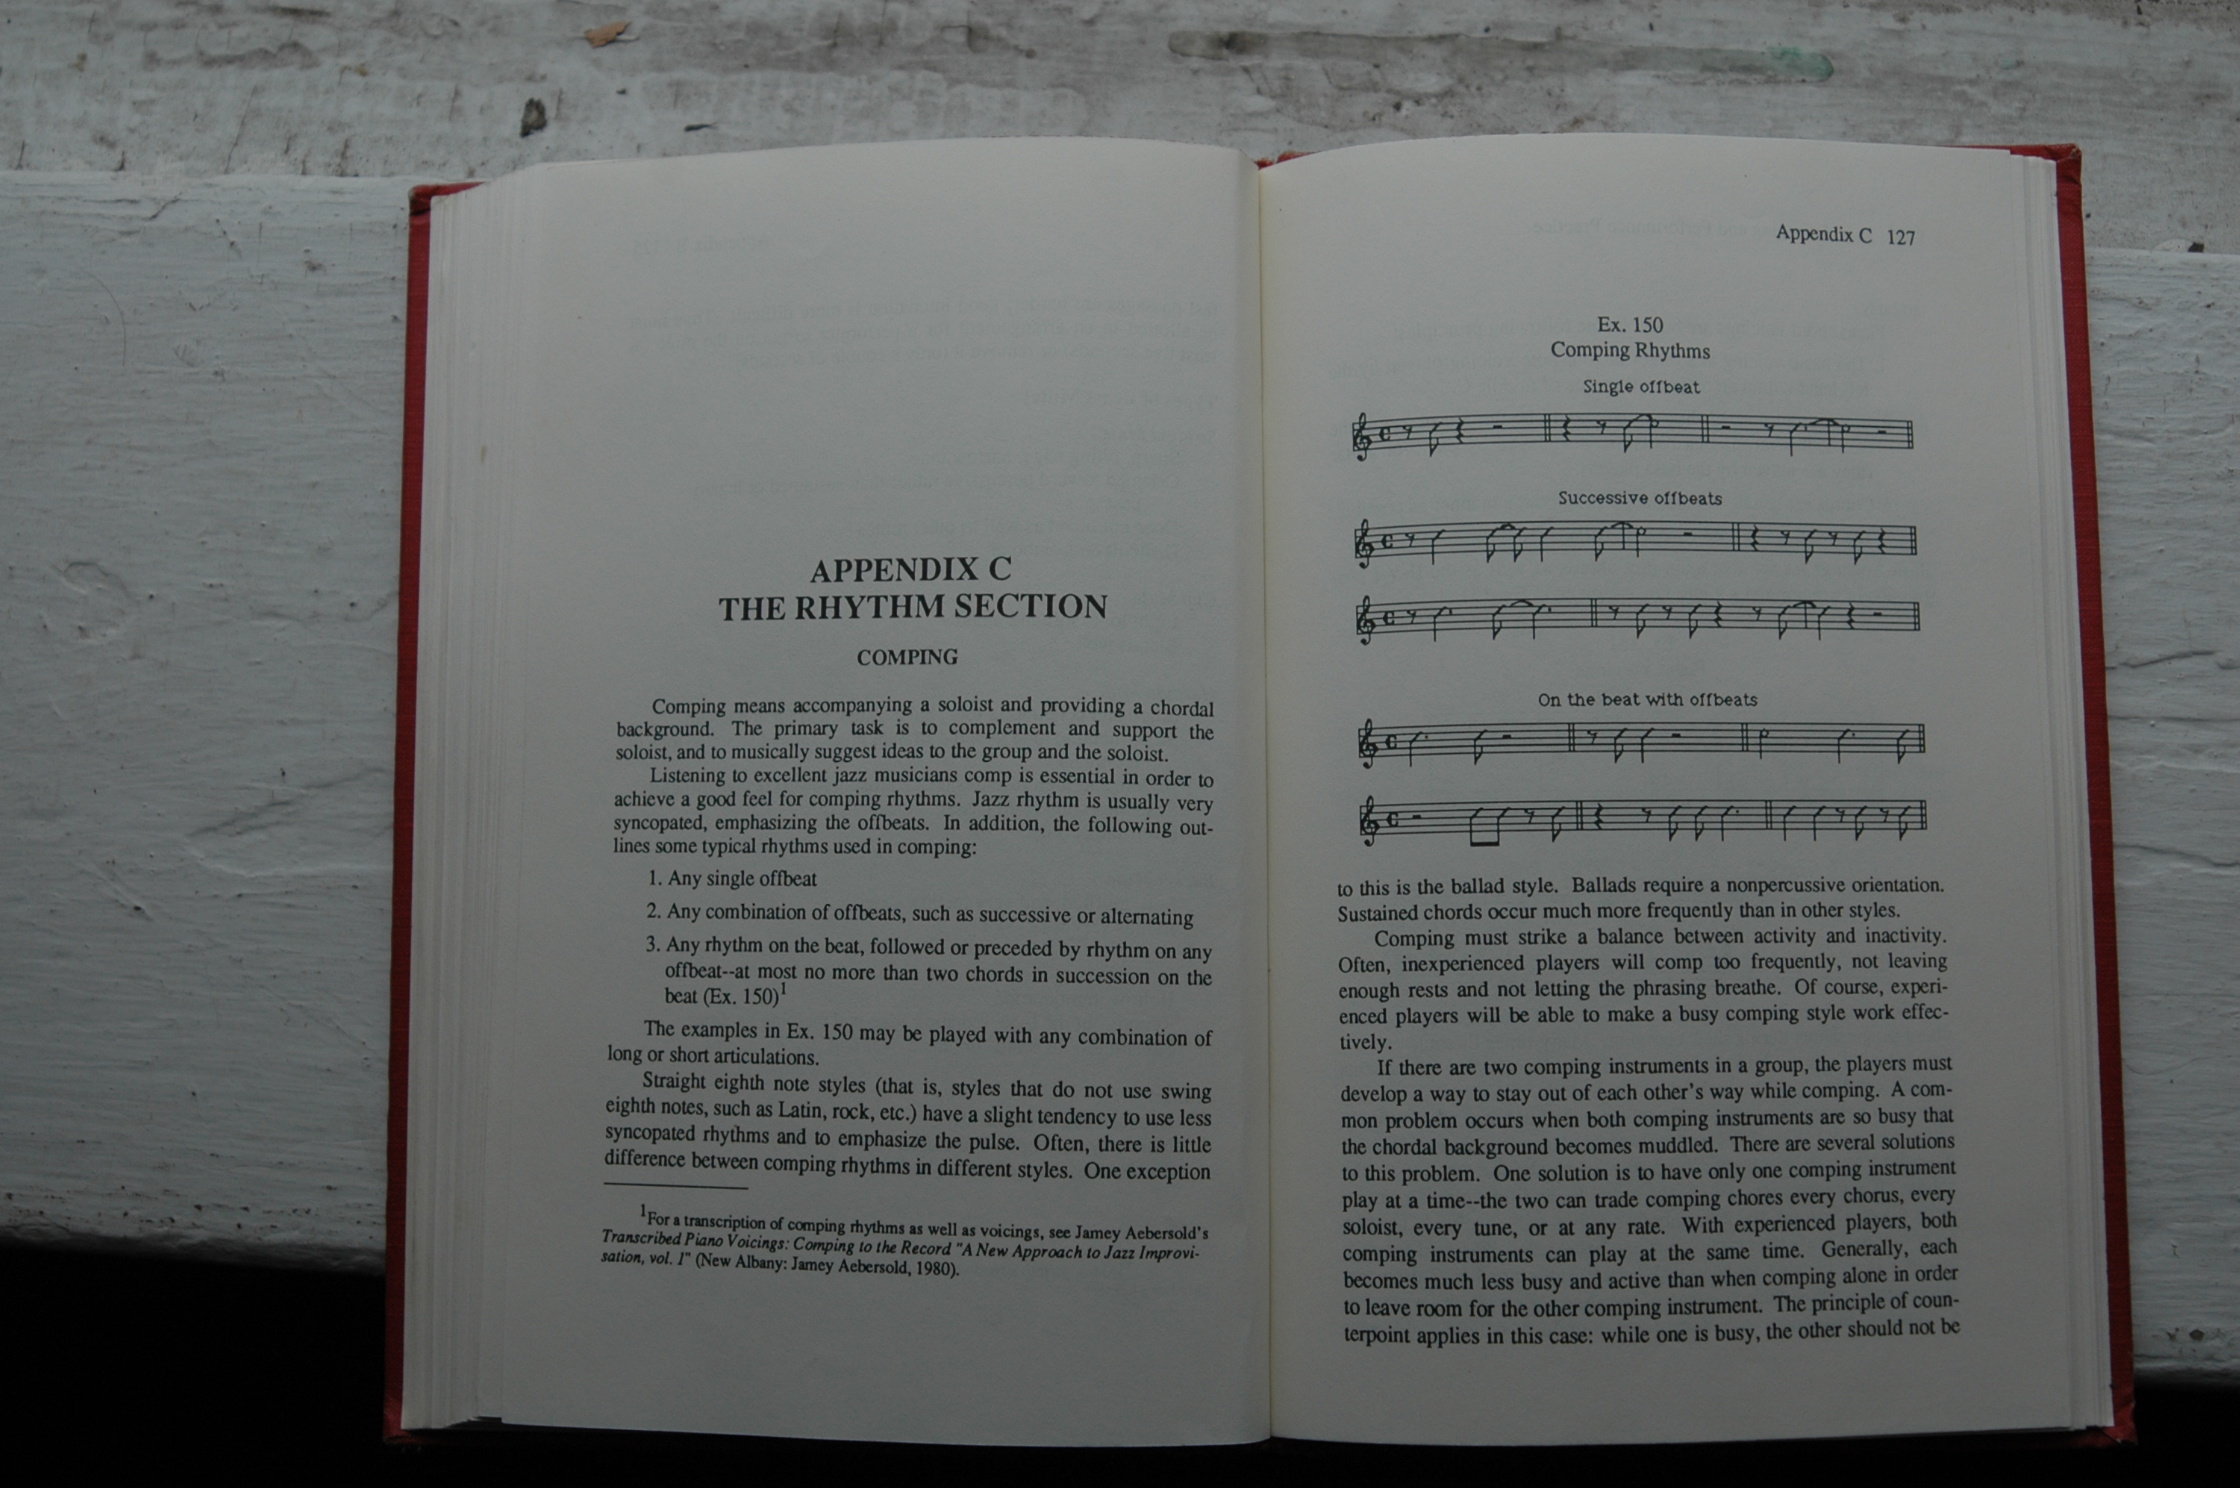 APPENDIX C
THE RHYTHM SECTION
COMPING
Comping means accompanying a soloist and providing a chordal
background. The primary task is to complement and support the
soloist, and to musically suggest ideas to the group and the soloist.
Listening to excellent jazz musicians comp is essential in order to
achieve a good feel for comping rhythms. Jazz rhythm is usually very
syncopated, emphasizing the offbeats. In addition, the following out-
lines some typical rhythms used in comping:
1. Any single offbeat
2. Any combination of offbeats, such as successive or alternating
3. Any rhythm on the beat, followed or preceded by rhythm on any
offbeat--at most no more than two chords in succession on the
beat (Ex. 150)1
The examples in Ex. 150 may be played with any combination of
long or short articulations.
Straight eighth note styles (that is, styles that do not use swing
eighth notes, such as Latin, rock, etc.) have a slight tendency to use less
syncopated rhythms and to emphasize the pulse. Often, there is little
difference between comping rhythms in different styles. One exception
1For a transcription of comping rhythms as well as voicings, see Jamey Aebersold's
Transcribed Piano Voicings: Comping to the Record "A New Approach to Jazz Improvi-
sation, vol. 1" (New Albany: Jamey Aebersold, 1980).
Appendix C 127
Ex. 150
Comping Rhythms
Single offbeat
Successive offbeats
On the beat with offbeats
to this is the ballad style. Ballads require a nonpercussive orientation.
Sustained chords occur much more frequently than in other styles.
Comping must strike a balance between activity and inactivity.
Often, inexperienced players will comp too frequently, not leaving
enough rests and not letting the phrasing breathe. Of course, experi-
enced players will be able to make a busy comping style work effec-
tively.
If there are two comping instruments in a group, the players must
develop a way to stay out of each other's way while comping. A com-
mon problem occurs when both comping instruments are so busy that
the chordal background becomes muddled. There are several solutions
to this problem. One solution is to have only one comping instrument
play at a time--the two can trade comping chores every chorus, every
soloist, every tune, or at any rate. With experienced players, both
comping instruments can play at the same time. Generally, each
becomes much less busy and active than when comping alone in order
to leave room for the other comping instrument. The principle of coun-
terpoint applies in this case: while one is busy, the other should not be